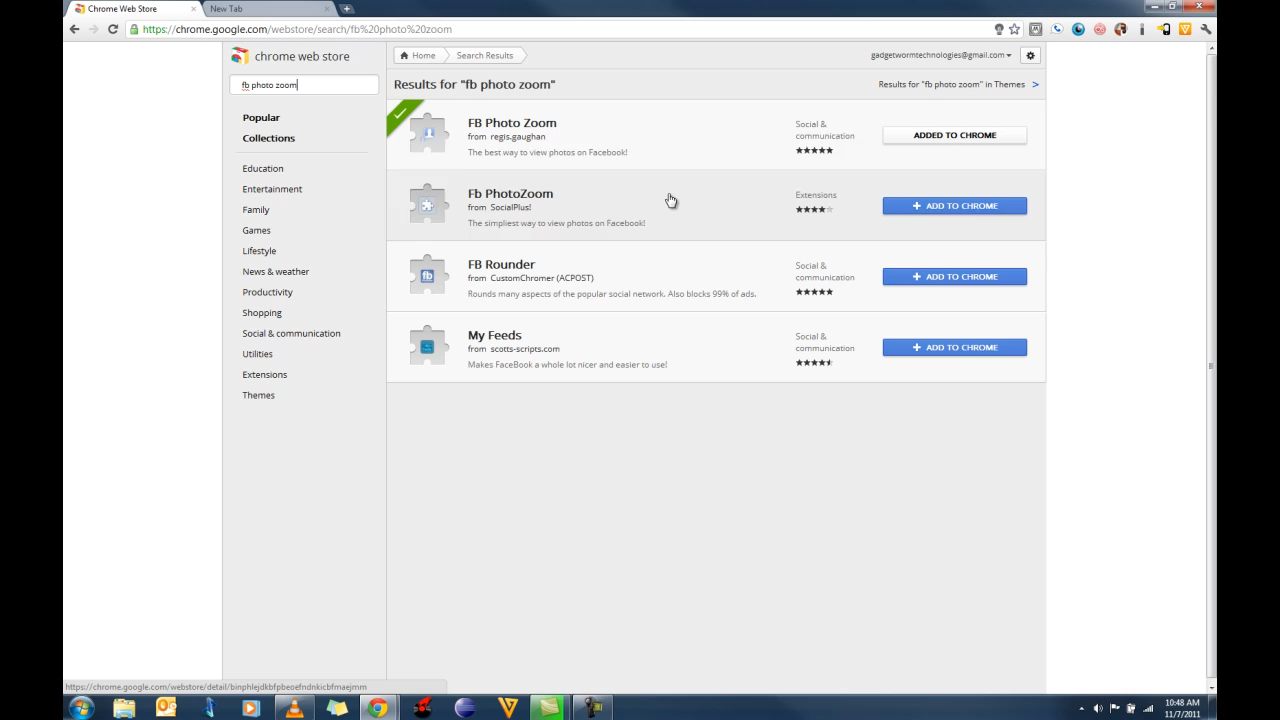 Chrome Web Store
New Tab
https://chrome.google.com/webstore/search/fb%20photo%20zoom
chrome web store
Home
Search Results
gadgetwormtechnologies@gmail.com
fb photo zoom
Results for "fb photo zoom"
Results for "fb photo zoom" in Themes >
Popular
Collections
Education
Entertainment
Family
Games
Lifestyle
News & weather
Productivity
Shopping
Social & communication
Utilities
Extensions
Themes
FB Photo Zoom
from regis.gaughan
The best way to view photos on Facebook!
Social &
communication
ADDED TO CHROME
Fb PhotoZoom
from SocialPlus!
The simpliest way to view photos on Facebook!
Extensions
+ ADD TO CHROME
FB Rounder
from CustomChromer (ACPOST)
Rounds many aspects of the popular social network. Also blocks 99% of ads.
Social &
communication
+ ADD TO CHROME
fb
My Feeds
from scotts-scripts.com
Makes FaceBook a whole lot nicer and easier to use!
Social &
communication
+ ADD TO CHROME
https://chrome.google.com/webstore/detail/binphlejdkbfpbeoefndnkicbfmaejmm
10:48 AM
11/7/2011